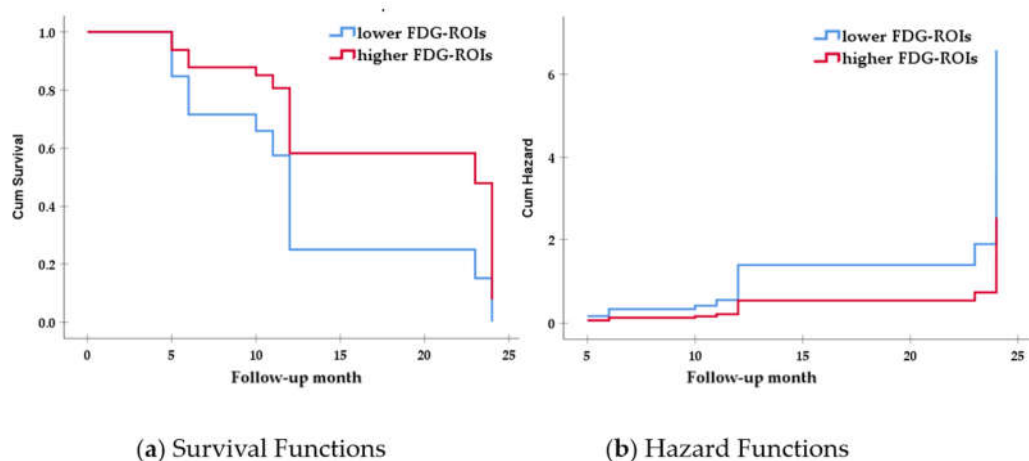 lower FDG-ROIs
higher FDG-ROIs
Cum Survival
1.0
0.8
0.6
0.4
0.2
0.0
0 5 10 15 20 25
Follow-up month
(a) Survival Functions
lower FDG-ROIs
higher FDG-ROIs
Cum Hazard
6
4
2
0
5 10 15 20 25
Follow-up month
(b) Hazard Functions